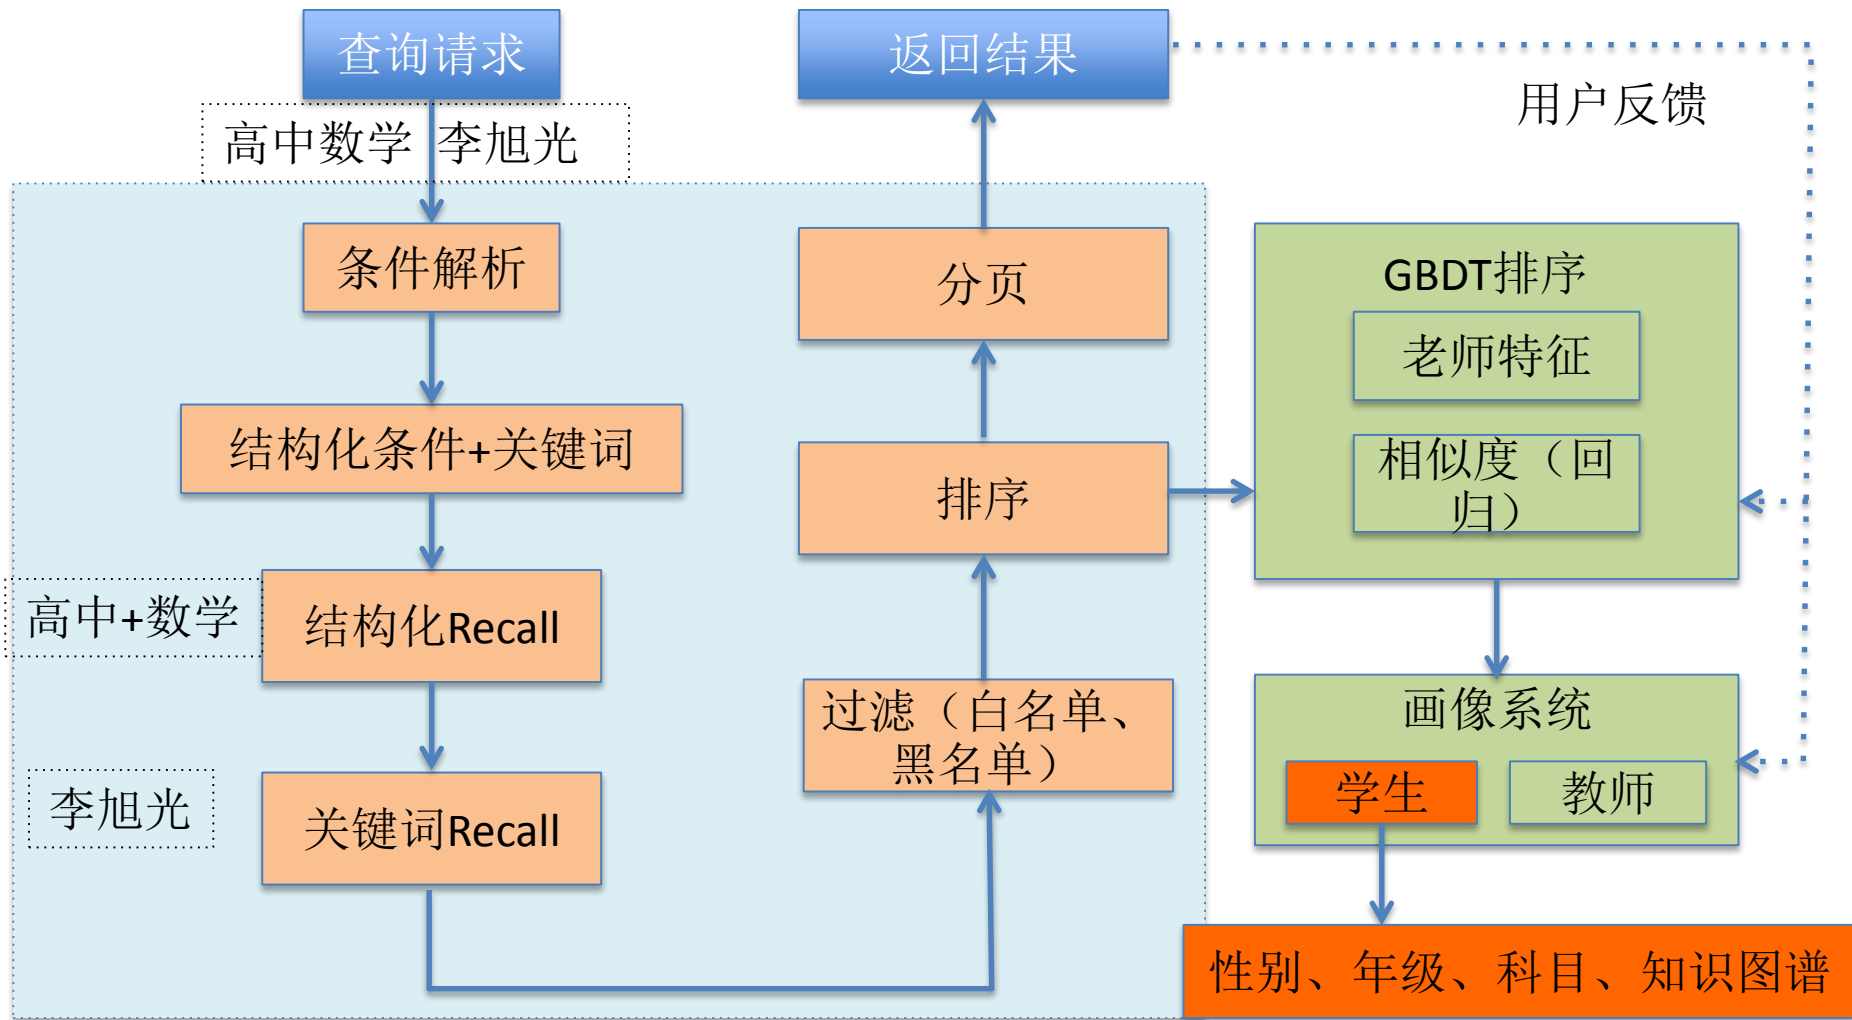 查询请求
高中数学 李旭光
条件解析
结构化条件+关键词
高中+数学
结构化Recall
李旭光
关键词Recall
返回结果
分页
排序
过滤（白名单、
黑名单）
用户反馈
GBDT排序
老师特征
相似度（回
归）
画像系统
学生
教师
性别、年级、科目、知识图谱